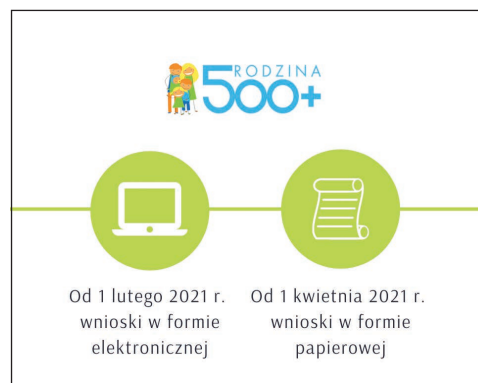 RODZINA
500+
Od 1 lutego 2021 r.
wnioski w formie
elektronicznej
Od 1 kwietnia 2021 r.
wnioski w formie
papierowej